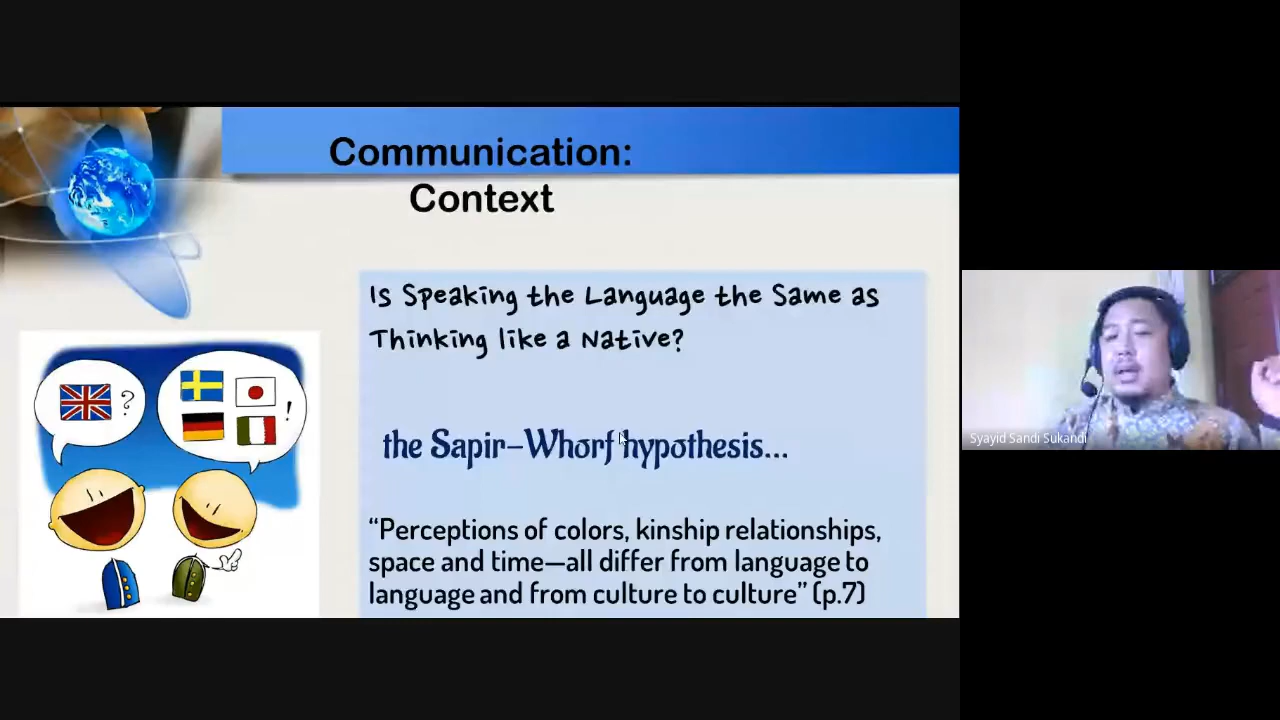 Communication:
Context
Is Speaking the Language the Same as
Thinking like a Native?
the Sapir-Whorf hypothesis...
“Perceptions of colors, kinship relationships,
space and time—all differ from language to
language and from culture to culture” (p.7)
? !
Syayid Sandi Sukandi